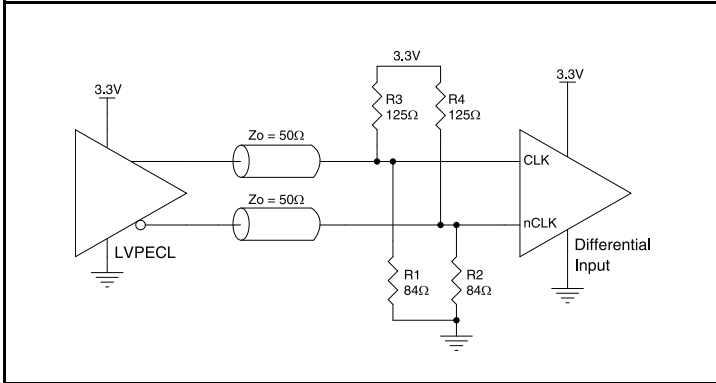 3.3V
3.3V
3.3V
R3
125Ω
R4
125Ω
Zo = 50Ω
CLK
Zo = 50Ω
nCLK
LVPECL
Differential
Input
R1
84Ω
R2
84Ω